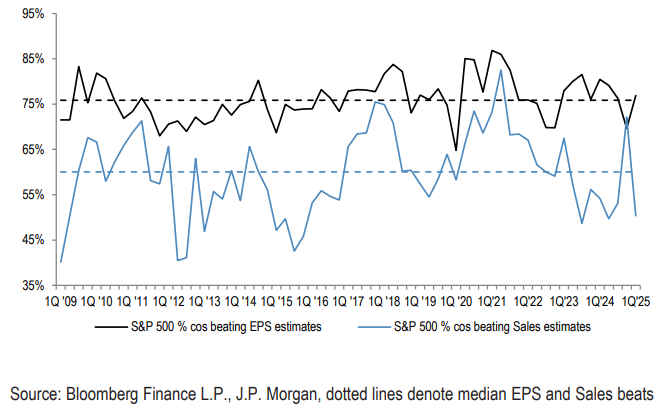 95%
85%
75%
65%
55%
45%
35%
1Q '09 1Q '10 1Q '11 1Q '12 1Q '13 1Q '14 1Q '15 1Q '16 1Q '17 1Q '18 1Q '19 1Q '20 1Q '21 1Q'22 1Q'23 1Q'24 1Q'25
S&P 500 % cos beating EPS estimates S&P 500 % cos beating Sales estimates
Source: Bloomberg Finance L.P., J.P. Morgan, dotted lines denote median EPS and Sales beats